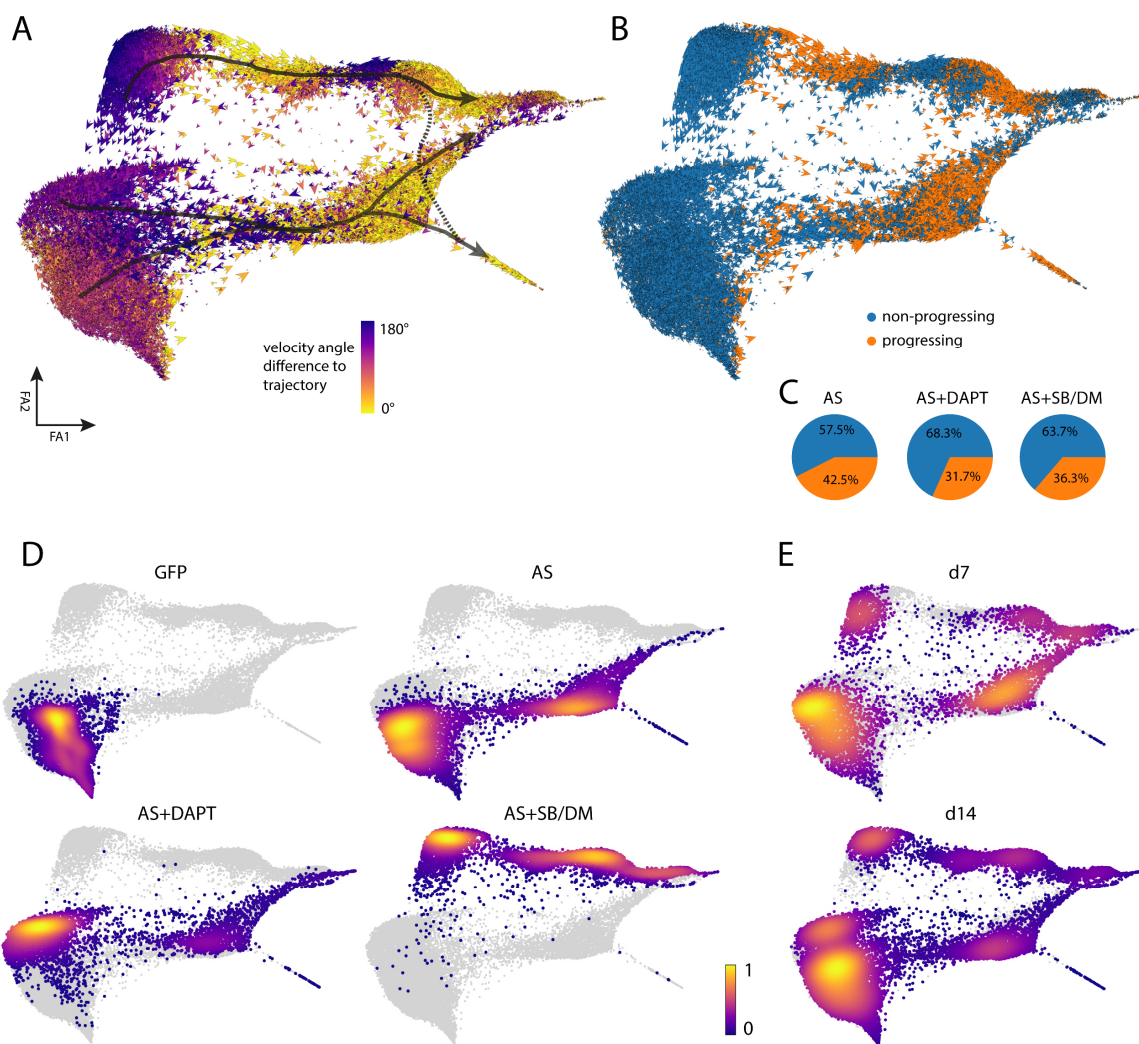 A
B
180°
velocity angle
difference to
trajectory
0°
FA2
FA1
non-progressing
progressing
C
AS
AS+DAPT
AS+SB/DM
57.5%
68.3%
63.7%
42.5%
31.7%
36.3%
D
E
GFP
AS
d7
AS+DAPT
AS+SB/DM
d14
1
0